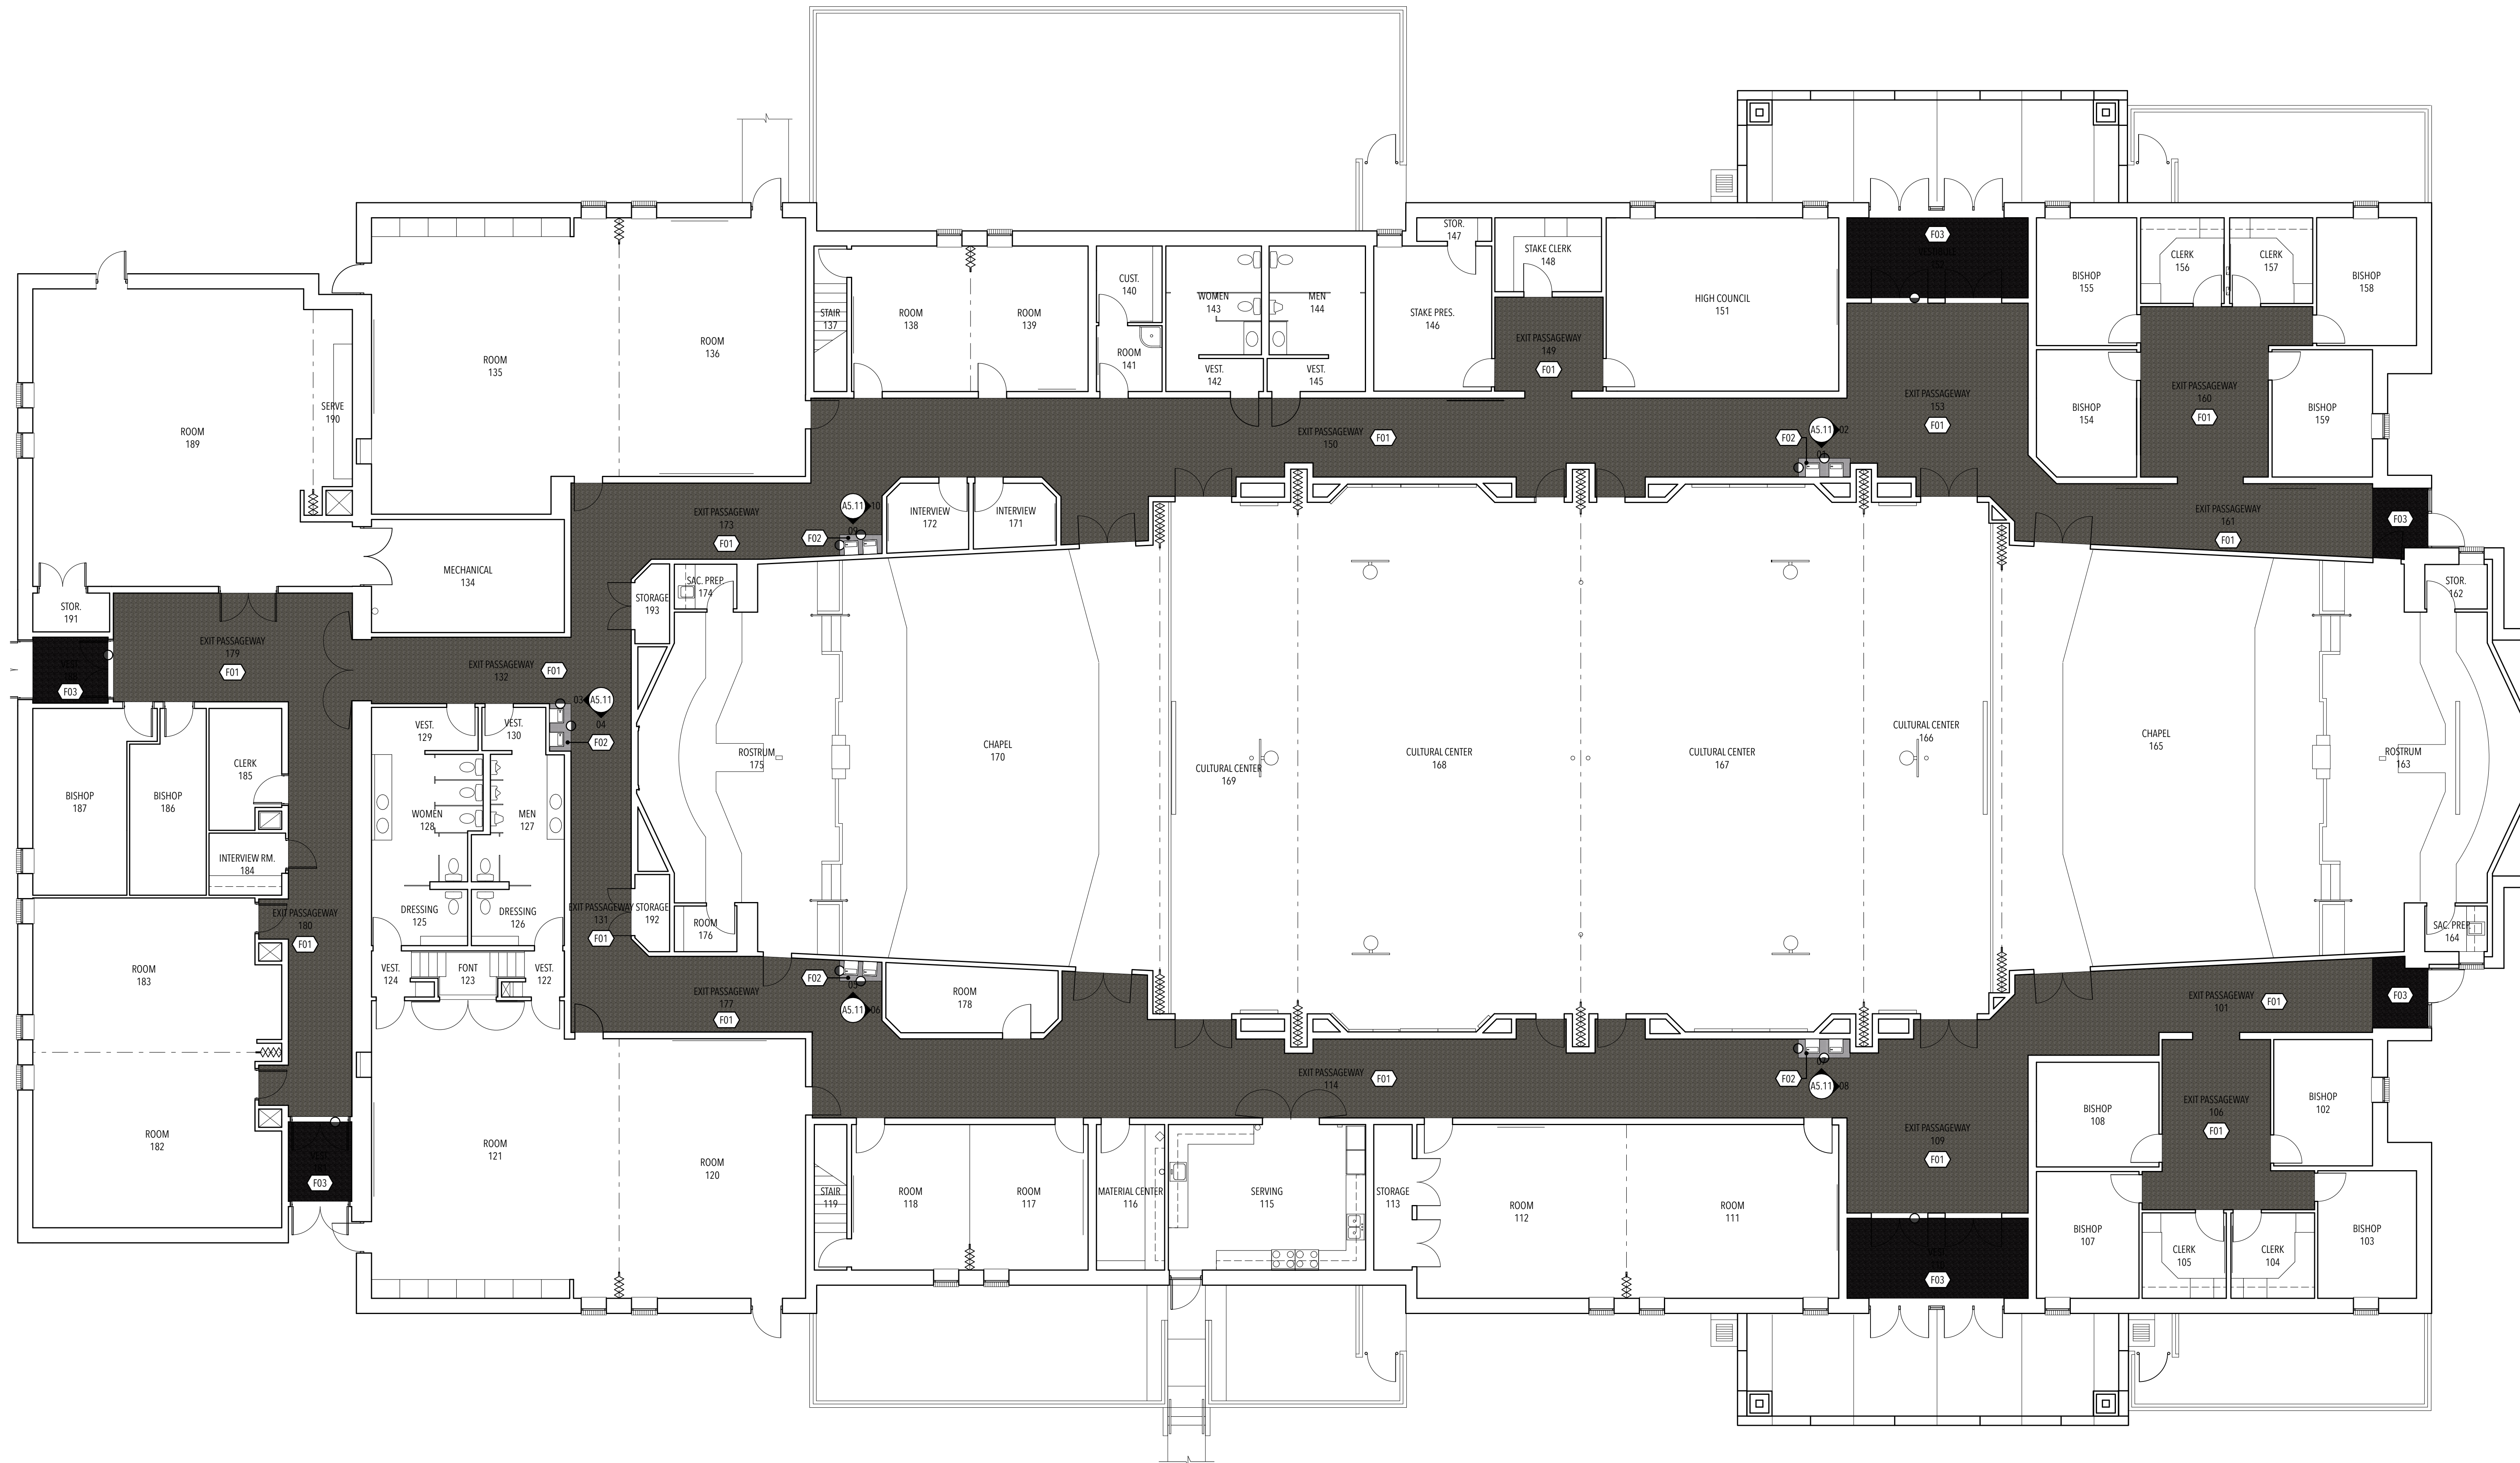 STOR.
147
STAKE CLERK
148
F03
CLERK
156
CLERK
157
BISHOP
155
BISHOP
158
CUST.
140
WOMEN
143
MEN
144
HIGH COUNCIL
151
STAIR
137
ROOM
138
ROOM
139
STAKE PRES.
146
EXIT PASSAGEWAY
149
F01
ROOM
141
VEST.
142
VEST.
145
ROOM
135
ROOM
136
SERVE
190
ROOM
189
EXIT PASSAGEWAY
153
F01
EXIT PASSAGEWAY
160
F01
BISHOP
154
BISHOP
159
EXIT PASSAGEWAY
150
F01
F02
A5.11
02
01
A5.11
10
09
F02
EXIT PASSAGEWAY
173
F01
INTERVIEW
172
INTERVIEW
171
EXIT PASSAGEWAY
161
F01
F03
MECHANICAL
134
STORAGE
193
SAC. PREP.
174
STOR.
162
STOR.
191
EXIT PASSAGEWAY
179
F01
F03
EXIT PASSAGEWAY
132
F01
03
A5.11
04
F02
VEST.
129
VEST.
130
CLERK
185
BISHOP
187
BISHOP
186
WOMEN
128
MEN
127
INTERVIEW RM.
184
ROSTRUM
175
CHAPEL
170
CULTURAL CENTER
169
CULTURAL CENTER
168
CULTURAL CENTER
167
CULTURAL CENTER
166
CHAPEL
165
ROSTRUM
163
EXIT PASSAGEWAY
180
F01
DRESSING
125
DRESSING
126
EXIT PASSAGEWAY
131
F01
STORAGE
192
ROOM
176
SAC. PREP.
164
ROOM
183
VEST.
124
FONT
123
VEST.
122
EXIT PASSAGEWAY
177
F01
F02
05
A5.11
06
ROOM
178
EXIT PASSAGEWAY
101
F01
F03
EXIT PASSAGEWAY
114
F01
F02
07
A5.11
08
ROOM
182
F03
ROOM
121
ROOM
120
STAIR
119
ROOM
118
ROOM
117
MATERIAL CENTER
116
SERVING
115
STORAGE
113
ROOM
112
ROOM
111
EXIT PASSAGEWAY
109
F01
F03
BISHOP
108
EXIT PASSAGEWAY
106
F01
BISHOP
102
BISHOP
107
CLERK
105
CLERK
104
BISHOP
103